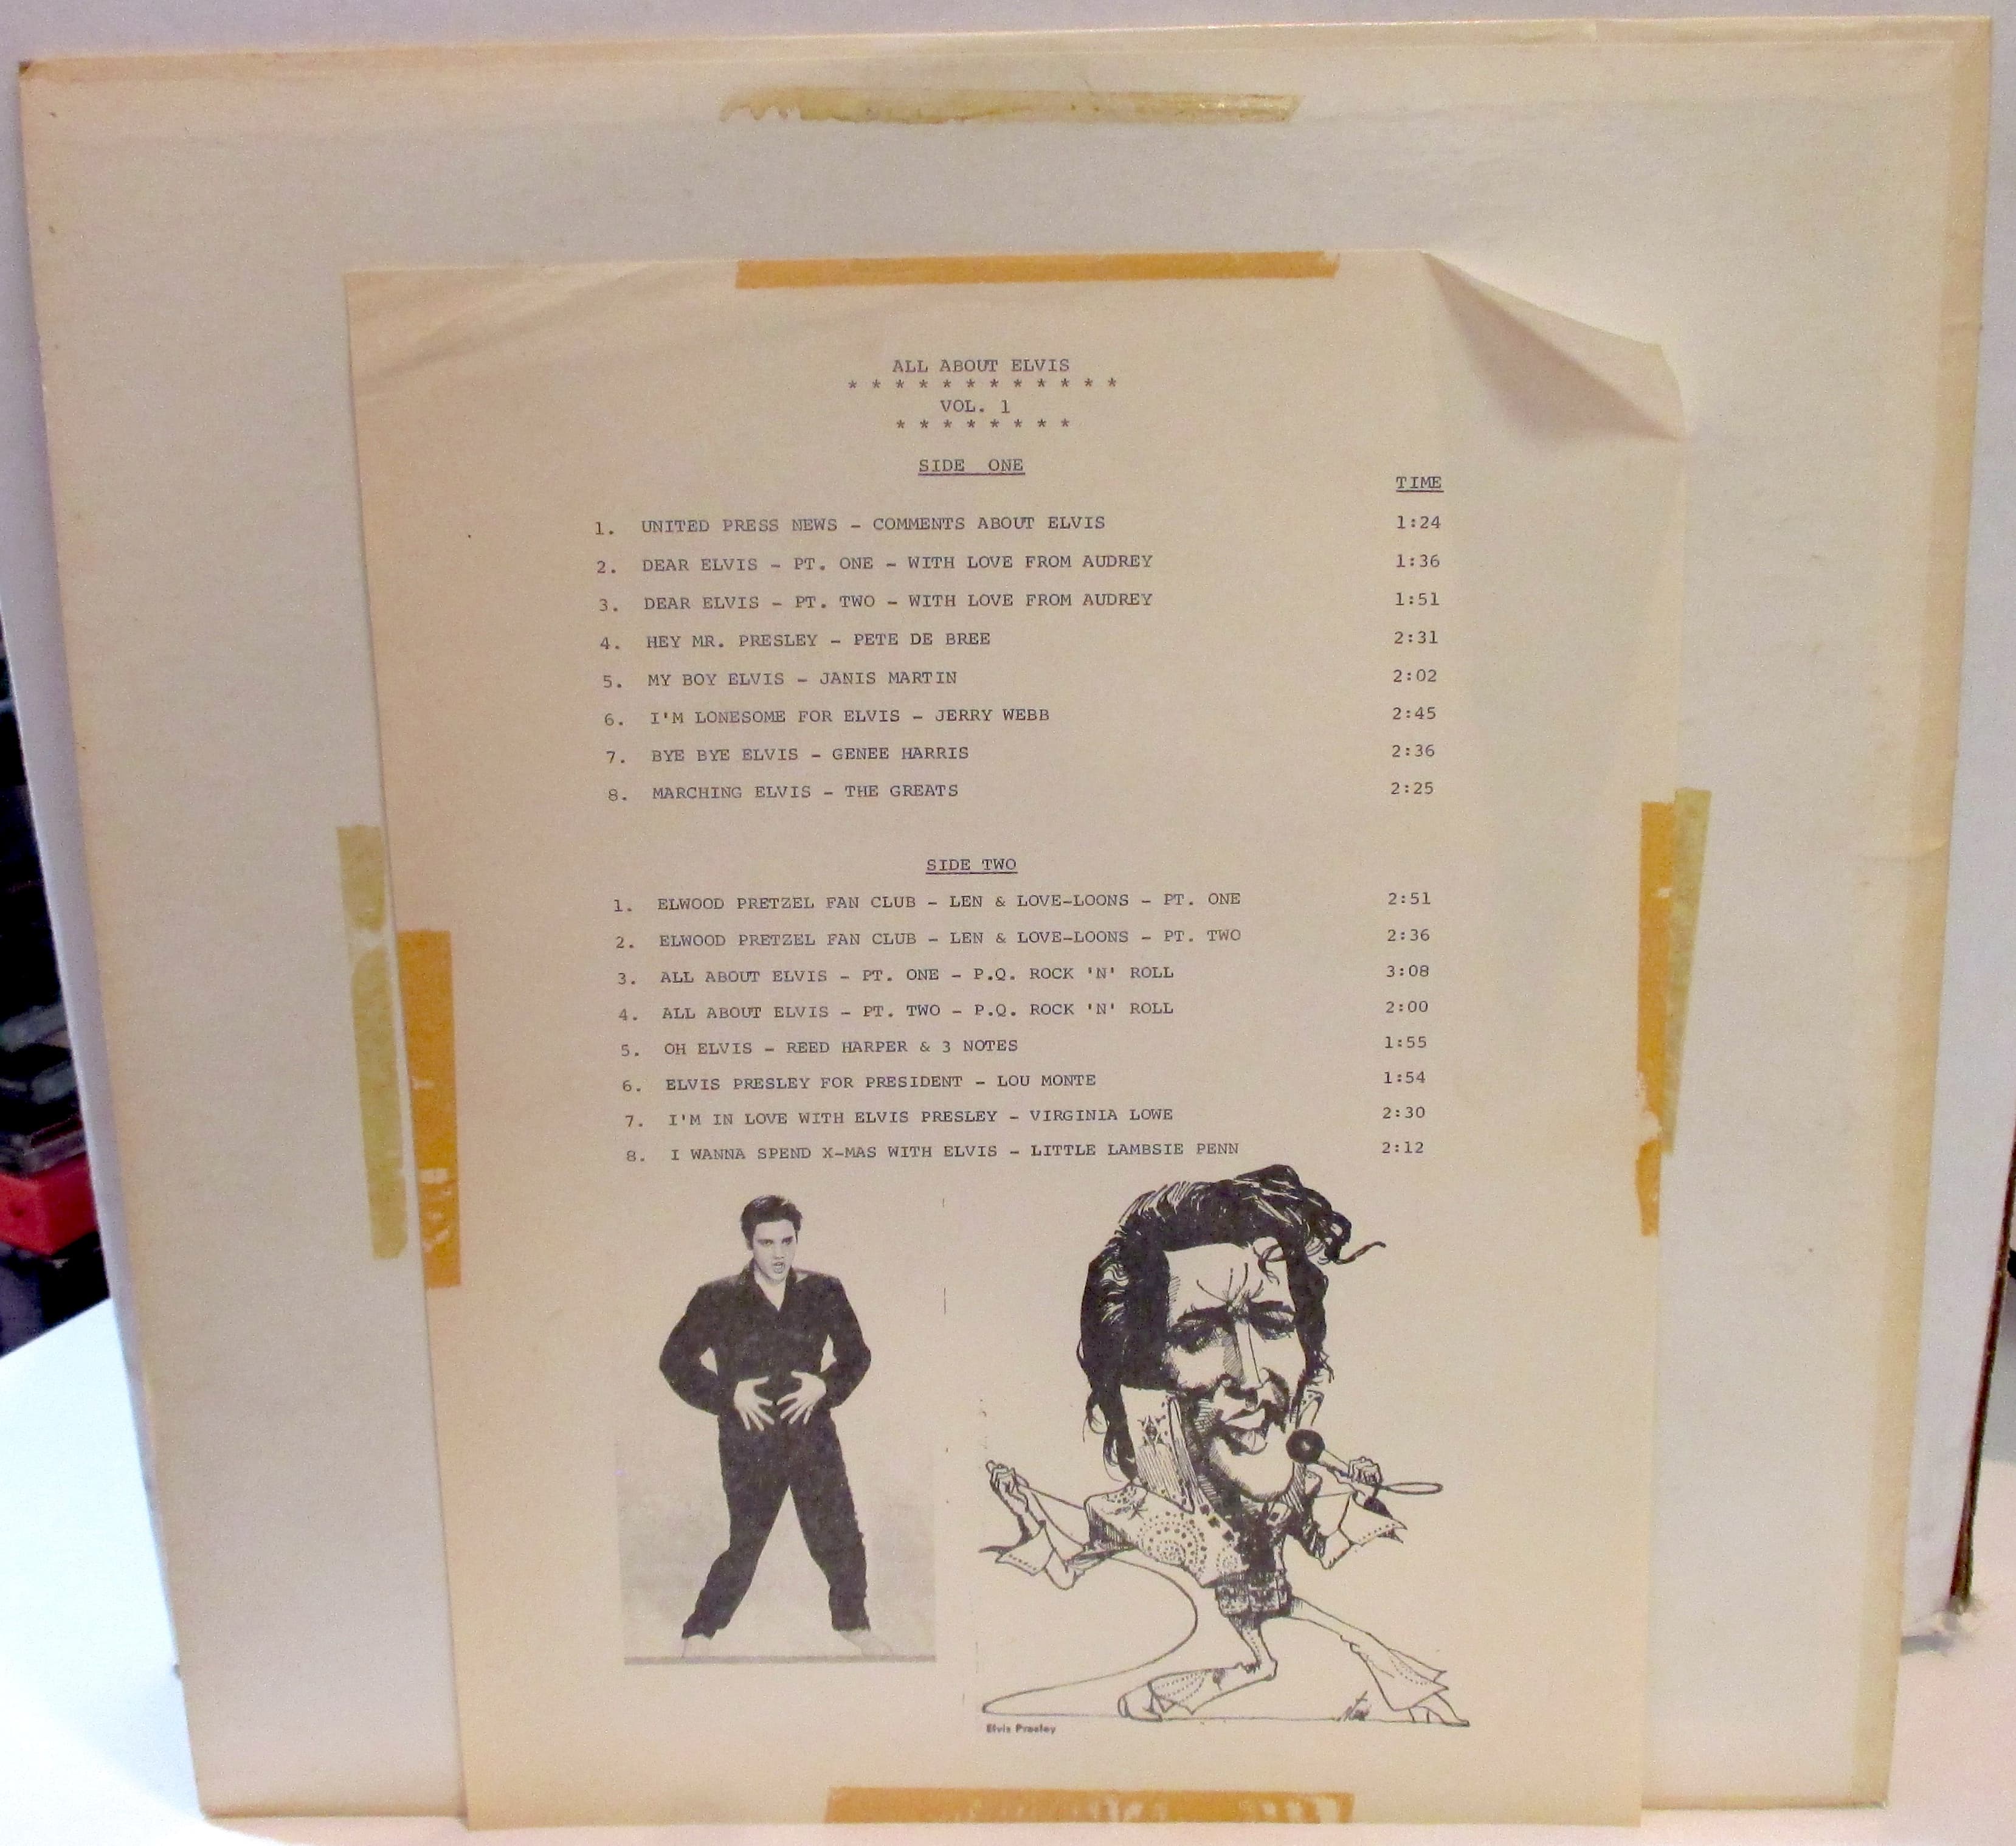 ALL ABOUT ELVIS
* * * * * * * * * * * *
VOL. 1
* * * * * * * *
SIDE ONE
TIME
1. UNITED PRESS NEWS - COMMENTS ABOUT ELVIS 1:24
2. DEAR ELVIS - PT. ONE - WITH LOVE FROM AUDREY 1:36
3. DEAR ELVIS - PT. TWO - WITH LOVE FROM AUDREY 1:51
4. HEY MR. PRESLEY - PETE DE BREE 2:31
5. MY BOY ELVIS - JANIS MARTIN 2:02
6. I'M LONESOME FOR ELVIS - JERRY WEBB 2:45
7. BYE BYE ELVIS - GENEE HARRIS 2:36
8. MARCHING ELVIS - THE GREATS 2:25
SIDE TWO
1. ELWOOD PRETZEL FAN CLUB - LEN & LOVE-LOONS - PT. ONE 2:51
2. ELWOOD PRETZEL FAN CLUB - LEN & LOVE-LOONS - PT. TWO 2:36
3. ALL ABOUT ELVIS - PT. ONE - P.Q. ROCK 'N' ROLL 3:08
4. ALL ABOUT ELVIS - PT. TWO - P.Q. ROCK 'N' ROLL 2:00
5. OH ELVIS - REED HARPER & 3 NOTES 1:55
6. ELVIS PRESLEY FOR PRESIDENT - LOU MONTE 1:54
7. I'M IN LOVE WITH ELVIS PRESLEY - VIRGINIA LOWE 2:30
8. I WANNA SPEND X-MAS WITH ELVIS - LITTLE LAMBSIE PENN 2:12
Elvis Presley